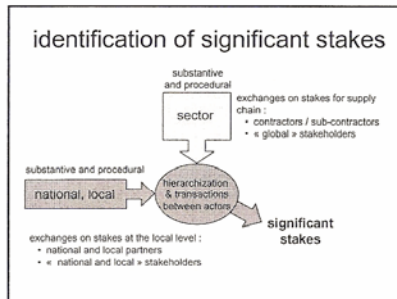 identification of significant stakes
substantive
and procedural
sector
exchanges on stakes for supply
chain :
• contractors / sub-contractors
• « global » stakeholders
substantive and procedural
national, local
hierarchization
& transactions
between actors
significant
stakes
exchanges on stakes at the local level :
• national and local partners
• « national and local » stakeholders